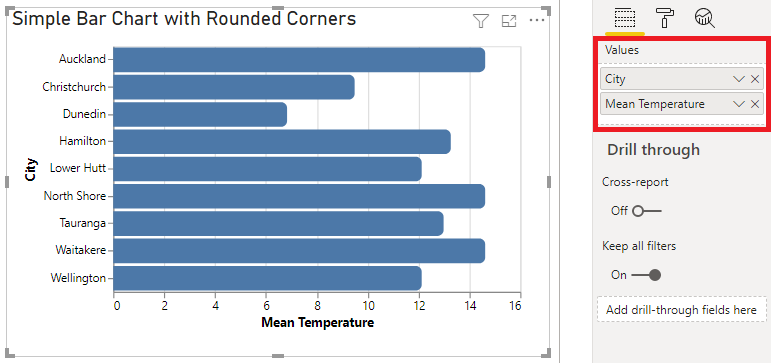 Simple Bar Chart with Rounded Corners
Auckland
Christchurch
Dunedin
Hamilton
Lower Hutt
North Shore
Tauranga
Waitakere
Wellington
City
0 2 4 6 8 10 12 14 16
Mean Temperature
Values
City
Mean Temperature
Drill through
Cross-report
Off
Keep all filters
On
Add drill-through fields here